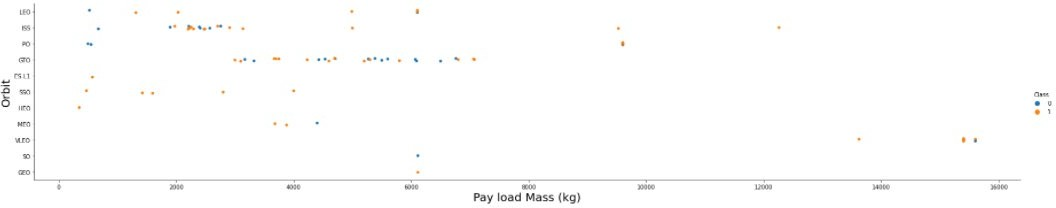 LEO
ISS
PO
GTO
ES-L1
SSO
HEO
MEO
VLEO
SO
GEO
Orbit
0
2000
4000
6000
8000
10000
12000
14000
16000
Pay load Mass (kg)
Class
0
1